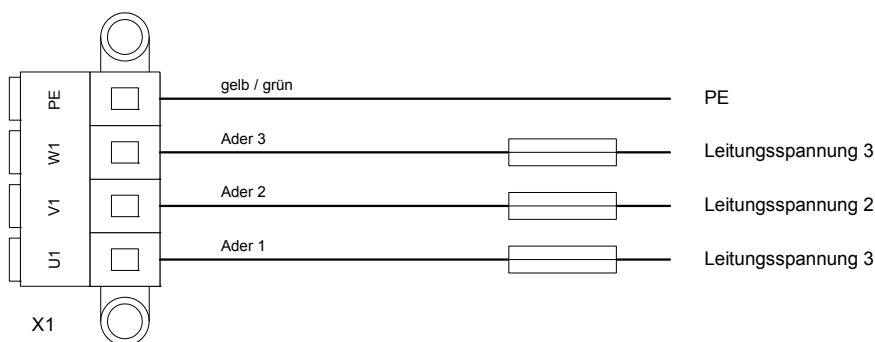 PE gelb / grün PE
W1 Ader 3 Leitungsspannung 3
V1 Ader 2 Leitungsspannung 2
U1 Ader 1 Leitungsspannung 3
X1